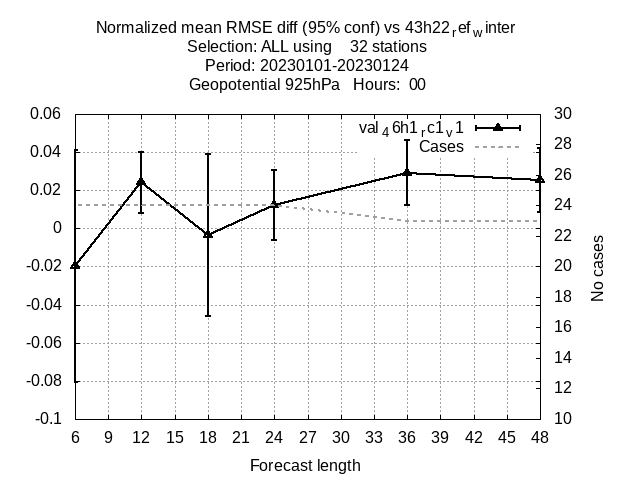 Normalized mean RMSE diff (95% conf) vs 43h22refwinter
Selection: ALL using 32 stations
Period: 20230101-20230124
Geopotential 925hPa Hours: 00
val46h1rc1v1
Cases
0.06
0.04
0.02
0
-0.02
-0.04
-0.06
-0.08
-0.1
30
28
26
24
22
20
18
16
14
12
10
No cases
6 9 12 15 18 21 24 27 30 33 36 39 42 45 48
Forecast length